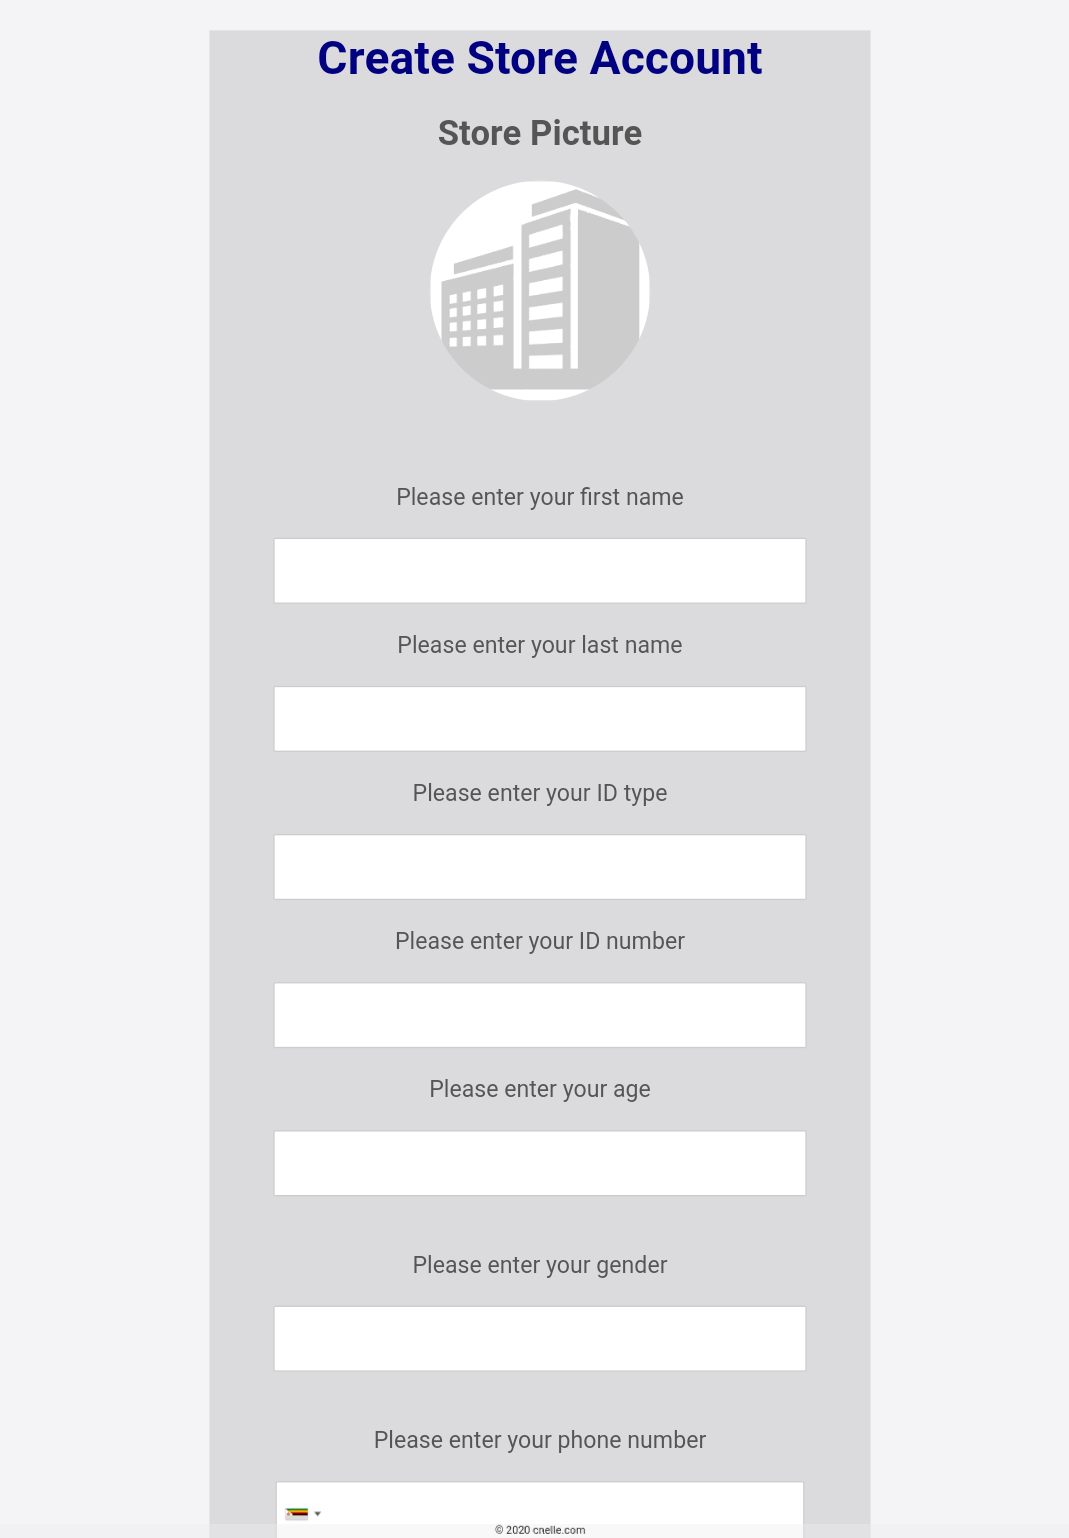 Create Store Account
Store Picture
Please enter your first name
Please enter your last name
Please enter your ID type
Please enter your ID number
Please enter your age
Please enter your gender
Please enter your phone number
© 2020 cnelle.com